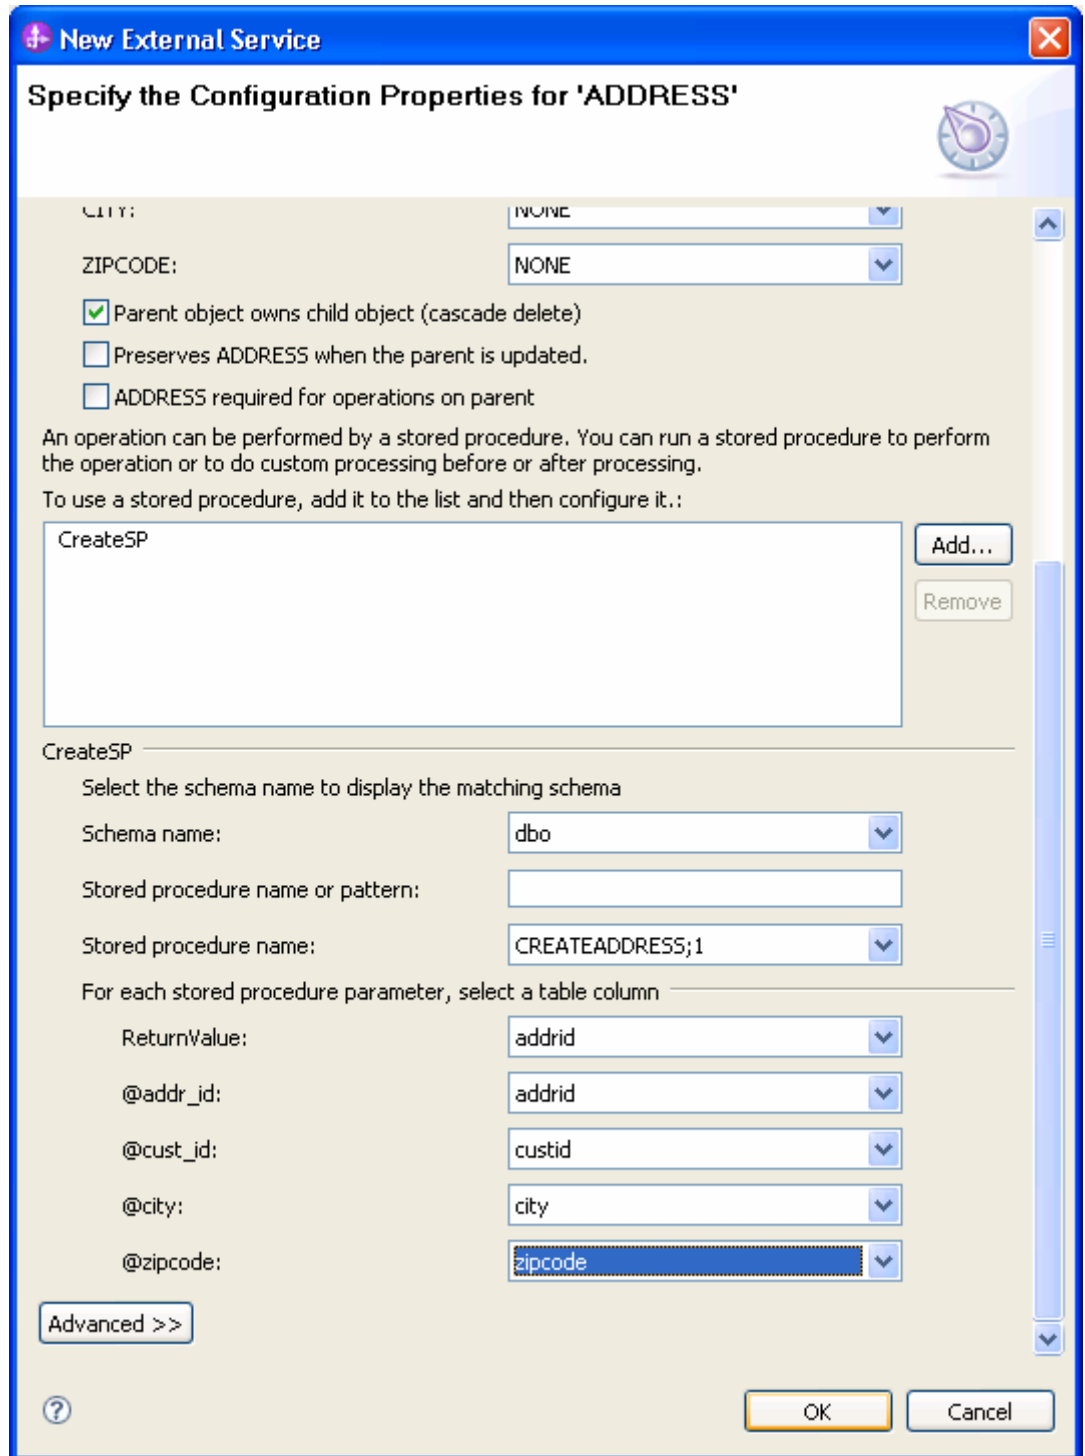 New External Service
Specify the Configuration Properties for 'ADDRESS'
CITY: NONE
ZIPCODE: NONE
Parent object owns child object (cascade delete)
Preserves ADDRESS when the parent is updated.
ADDRESS required for operations on parent
An operation can be performed by a stored procedure. You can run a stored procedure to perform
the operation or to do custom processing before or after processing.
To use a stored procedure, add it to the list and then configure it.:
CreateSP
Add...
Remove
CreateSP
Select the schema name to display the matching schema
Schema name: dbo
Stored procedure name or pattern:
Stored procedure name: CREATEADDRESS;1
For each stored procedure parameter, select a table column
ReturnValue: addrid
@addr_id: addrid
@cust_id: custid
@city: city
@zipcode: zipcode
Advanced >>
?
OK Cancel